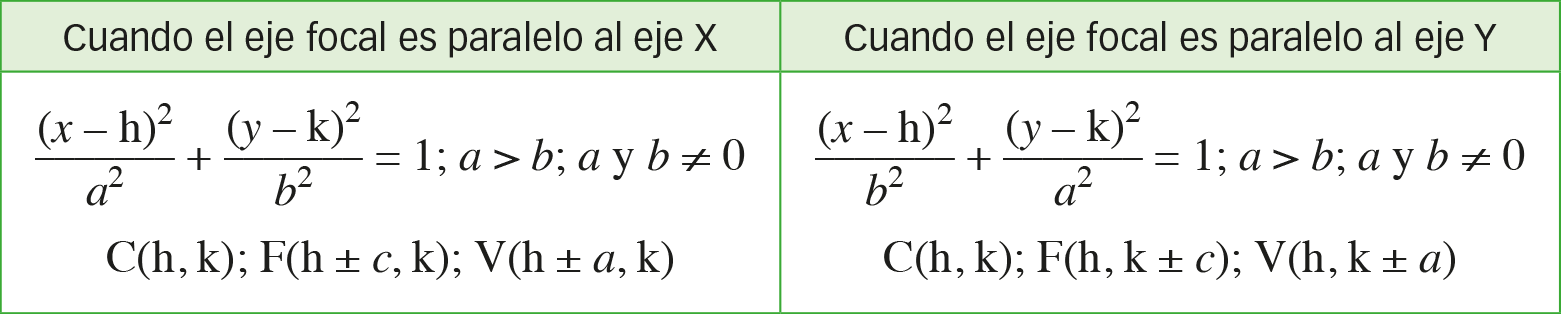 Cuando el eje focal es paralelo al eje X
(x – h)²/a² + (y – k)²/b² = 1; a > b; a y b ≠ 0
C(h, k); F(h ± c, k); V(h ± a, k)
Cuando el eje focal es paralelo al eje Y
(x – h)²/b² + (y – k)²/a² = 1; a > b; a y b ≠ 0
C(h, k); F(h, k ± c); V(h, k ± a)